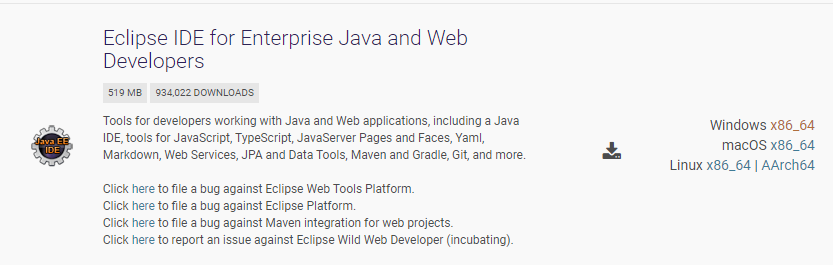 Eclipse IDE for Enterprise Java and Web
Developers
519 MB 934,022 DOWNLOADS
Java EE
IDE
Tools for developers working with Java and Web applications, including a Java
IDE, tools for JavaScript, TypeScript, JavaServer Pages and Faces, Yaml,
Markdown, Web Services, JPA and Data Tools, Maven and Gradle, Git, and more.
Click here to file a bug against Eclipse Web Tools Platform.
Click here to file a bug against Eclipse Platform.
Click here to file a bug against Maven integration for web projects.
Click here to report an issue against Eclipse Wild Web Developer (incubating).
Windows x86_64
macOS x86_64
Linux x86_64 | AArch64